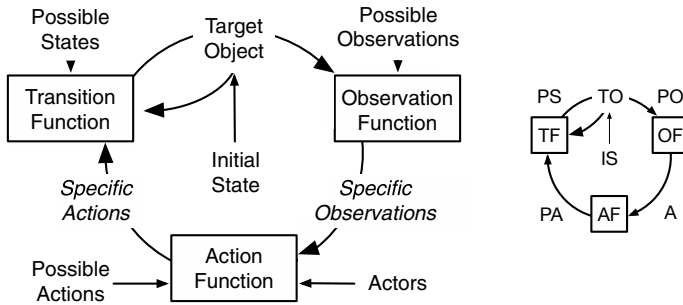 Possible
States
Target
Object
Possible
Observations
Transition
Function
Observation
Function
Initial
State
Specific
Actions
Specific
Observations
Action
Function
Possible
Actions
Actors
PS
TO
PO
TF
OF
IS
PA
AF
A